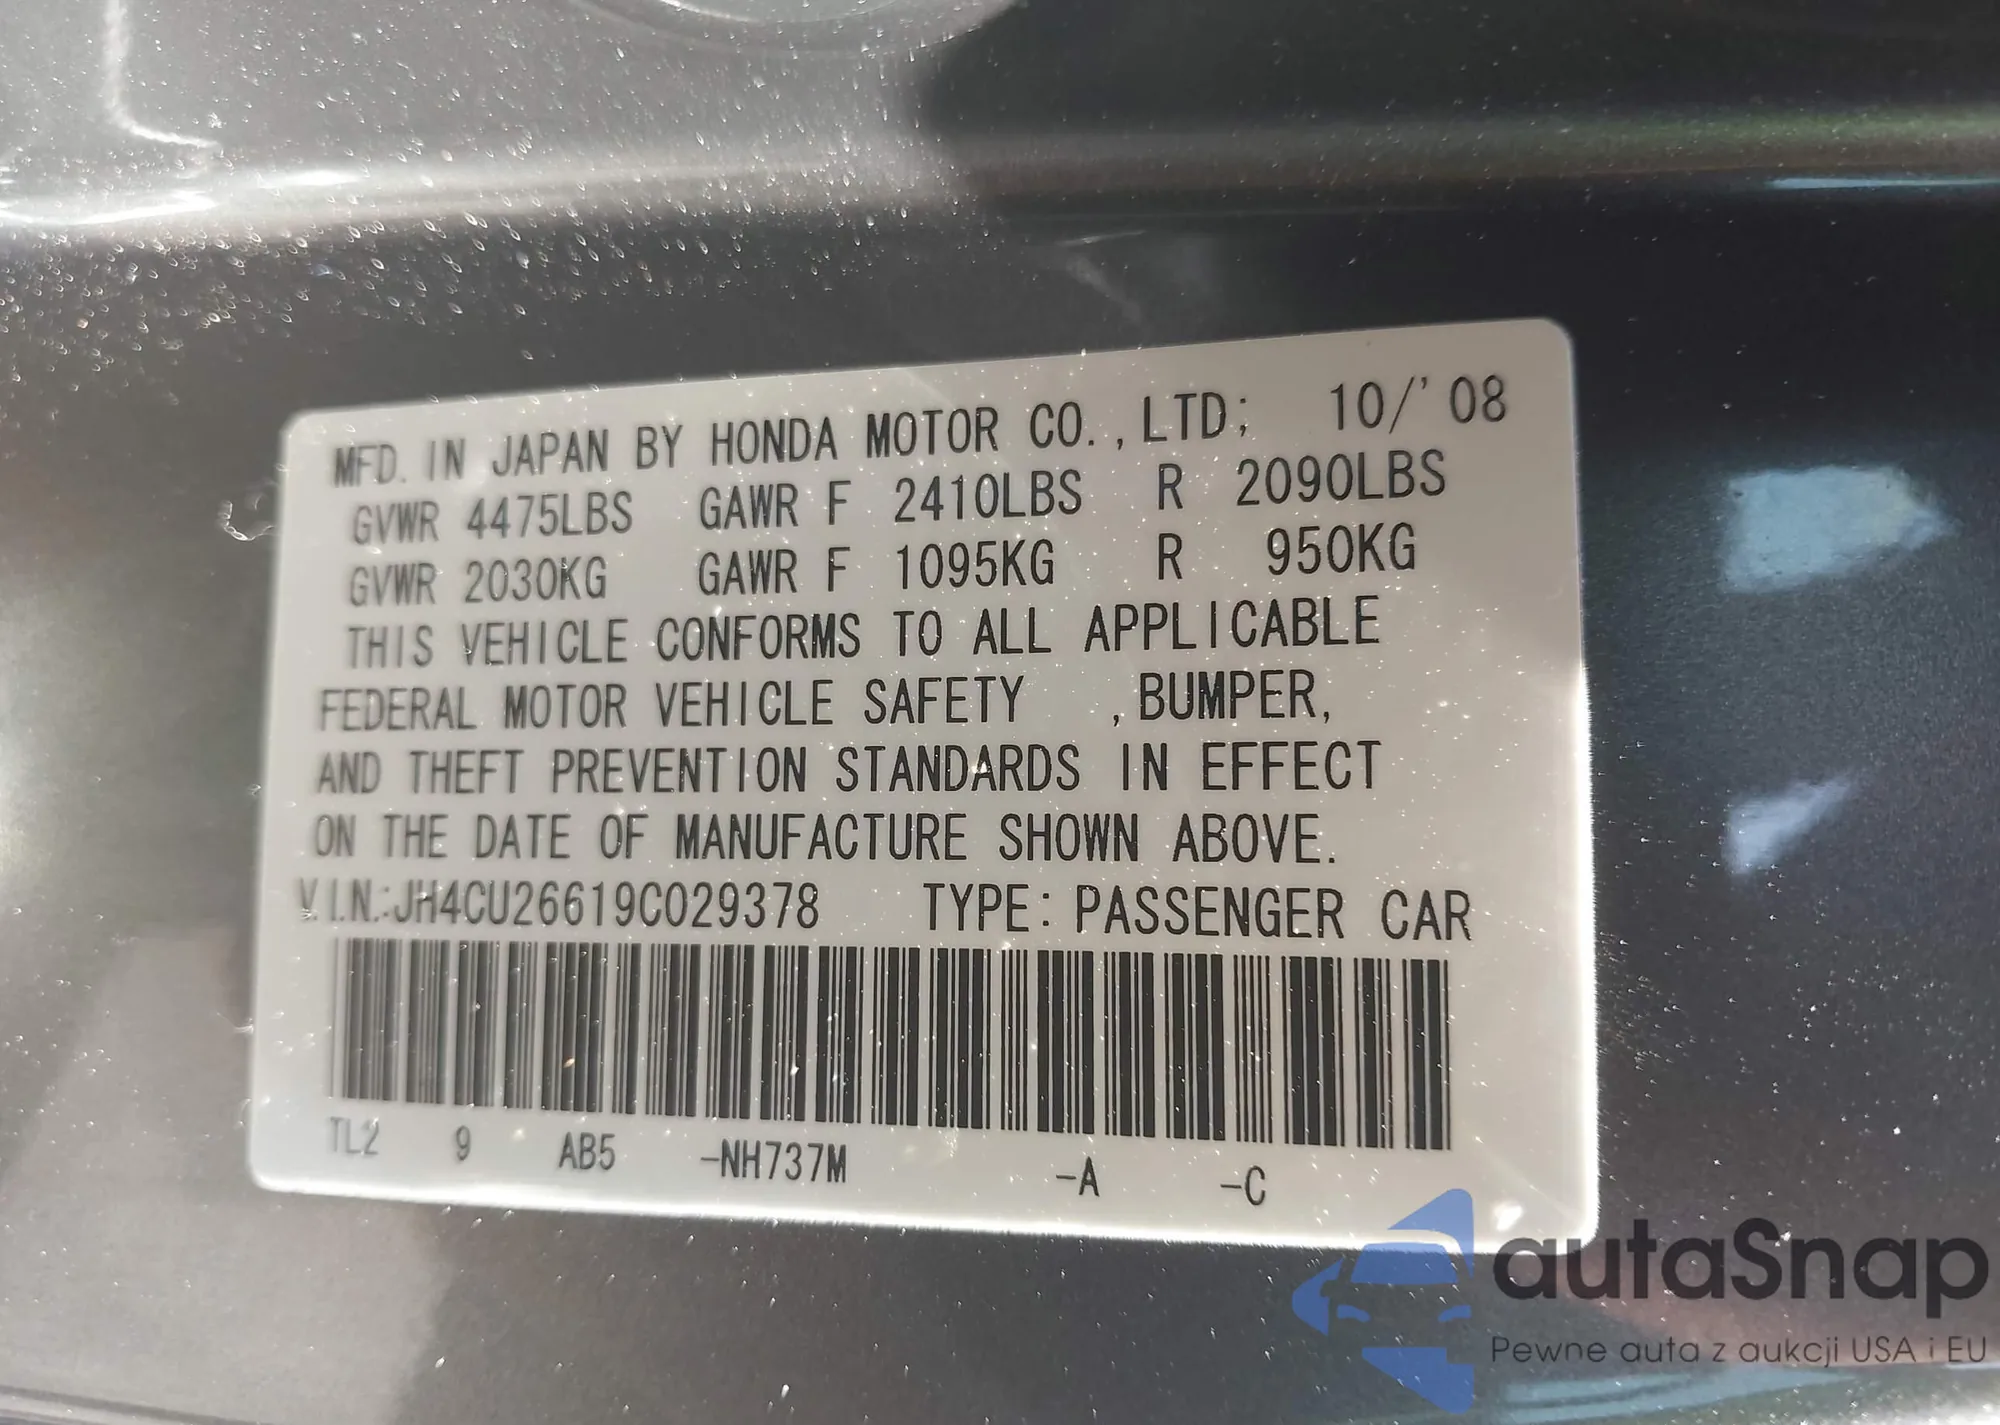 MFD. IN JAPAN BY HONDA MOTOR CO.,LTD; 10/'08
GVWR 4475LBS GAWR F 2410LBS R 2090LBS
GVWR 2030KG GAWR F 1095KG R 950KG
THIS VEHICLE CONFORMS TO ALL APPLICABLE
FEDERAL MOTOR VEHICLE SAFETY ,BUMPER,
AND THEFT PREVENTION STANDARDS IN EFFECT
ON THE DATE OF MANUFACTURE SHOWN ABOVE.
V.I.N.:JH4CU26619C029378 TYPE: PASSENGER CAR
TL2 9 AB5 -NH737M -A -C
autaSnap
Pewne auta z aukcji USA i EU